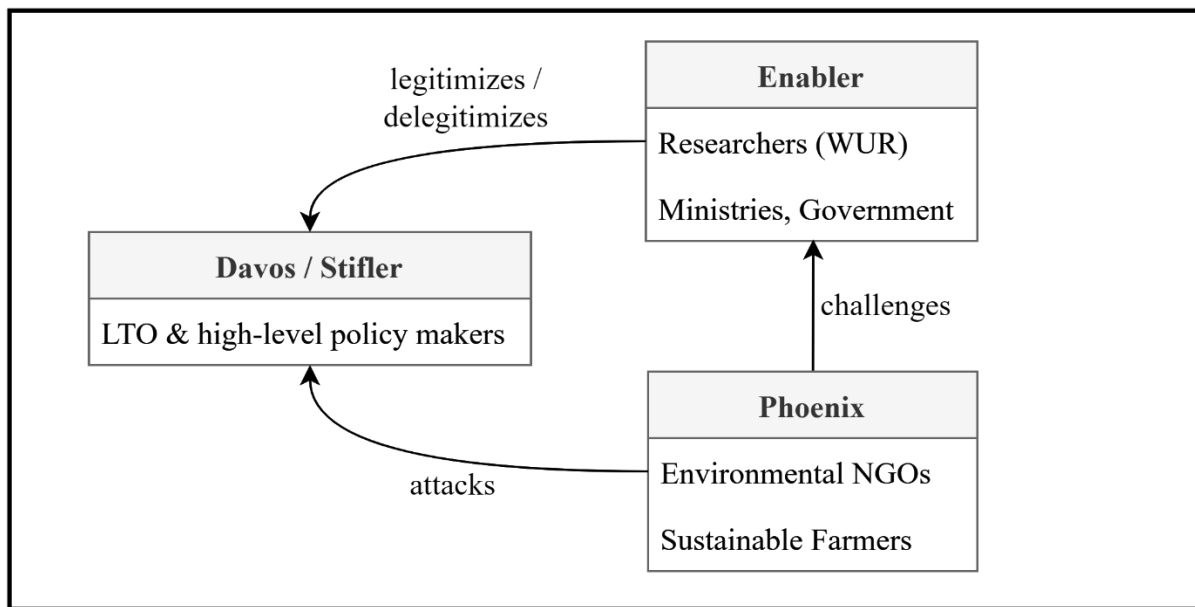 legitimizes /
delegitimizes
Enabler
Researchers (WUR)
Ministries, Government
Davos / Stifler
LTO & high-level policy makers
challenges
Phoenix
Environmental NGOs
Sustainable Farmers
attacks